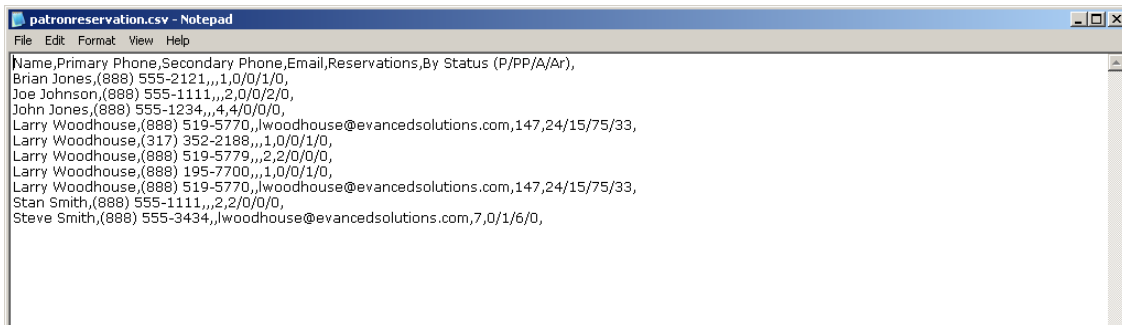 patronreservation.csv - Notepad
File Edit Format View Help
Name,Primary Phone,Secondary Phone,Email,Reservations,By Status (P/PP/A/Ar),
Brian Jones,(888) 555-2121,,,1,0/0/1/0,
Joe Johnson,(888) 555-1111,,,2,0/0/2/0,
John Jones,(888) 555-1234,,,4,4/0/0/0,
Larry Woodhouse,(888) 519-5770,,lwoodhouse@evancedsolutions.com,147,24/15/75/33,
Larry Woodhouse,(317) 352-2188,,,1,0/0/1/0,
Larry Woodhouse,(888) 519-5779,,,2,2/0/0/0,
Larry Woodhouse,(888) 195-7700,,,1,0/0/1/0,
Larry Woodhouse,(888) 519-5770,,lwoodhouse@evancedsolutions.com,147,24/15/75/33,
Stan Smith,(888) 555-1111,,,2,2/0/0/0,
Steve Smith,(888) 555-3434,,lwoodhouse@evancedsolutions.com,7,0/1/6/0,